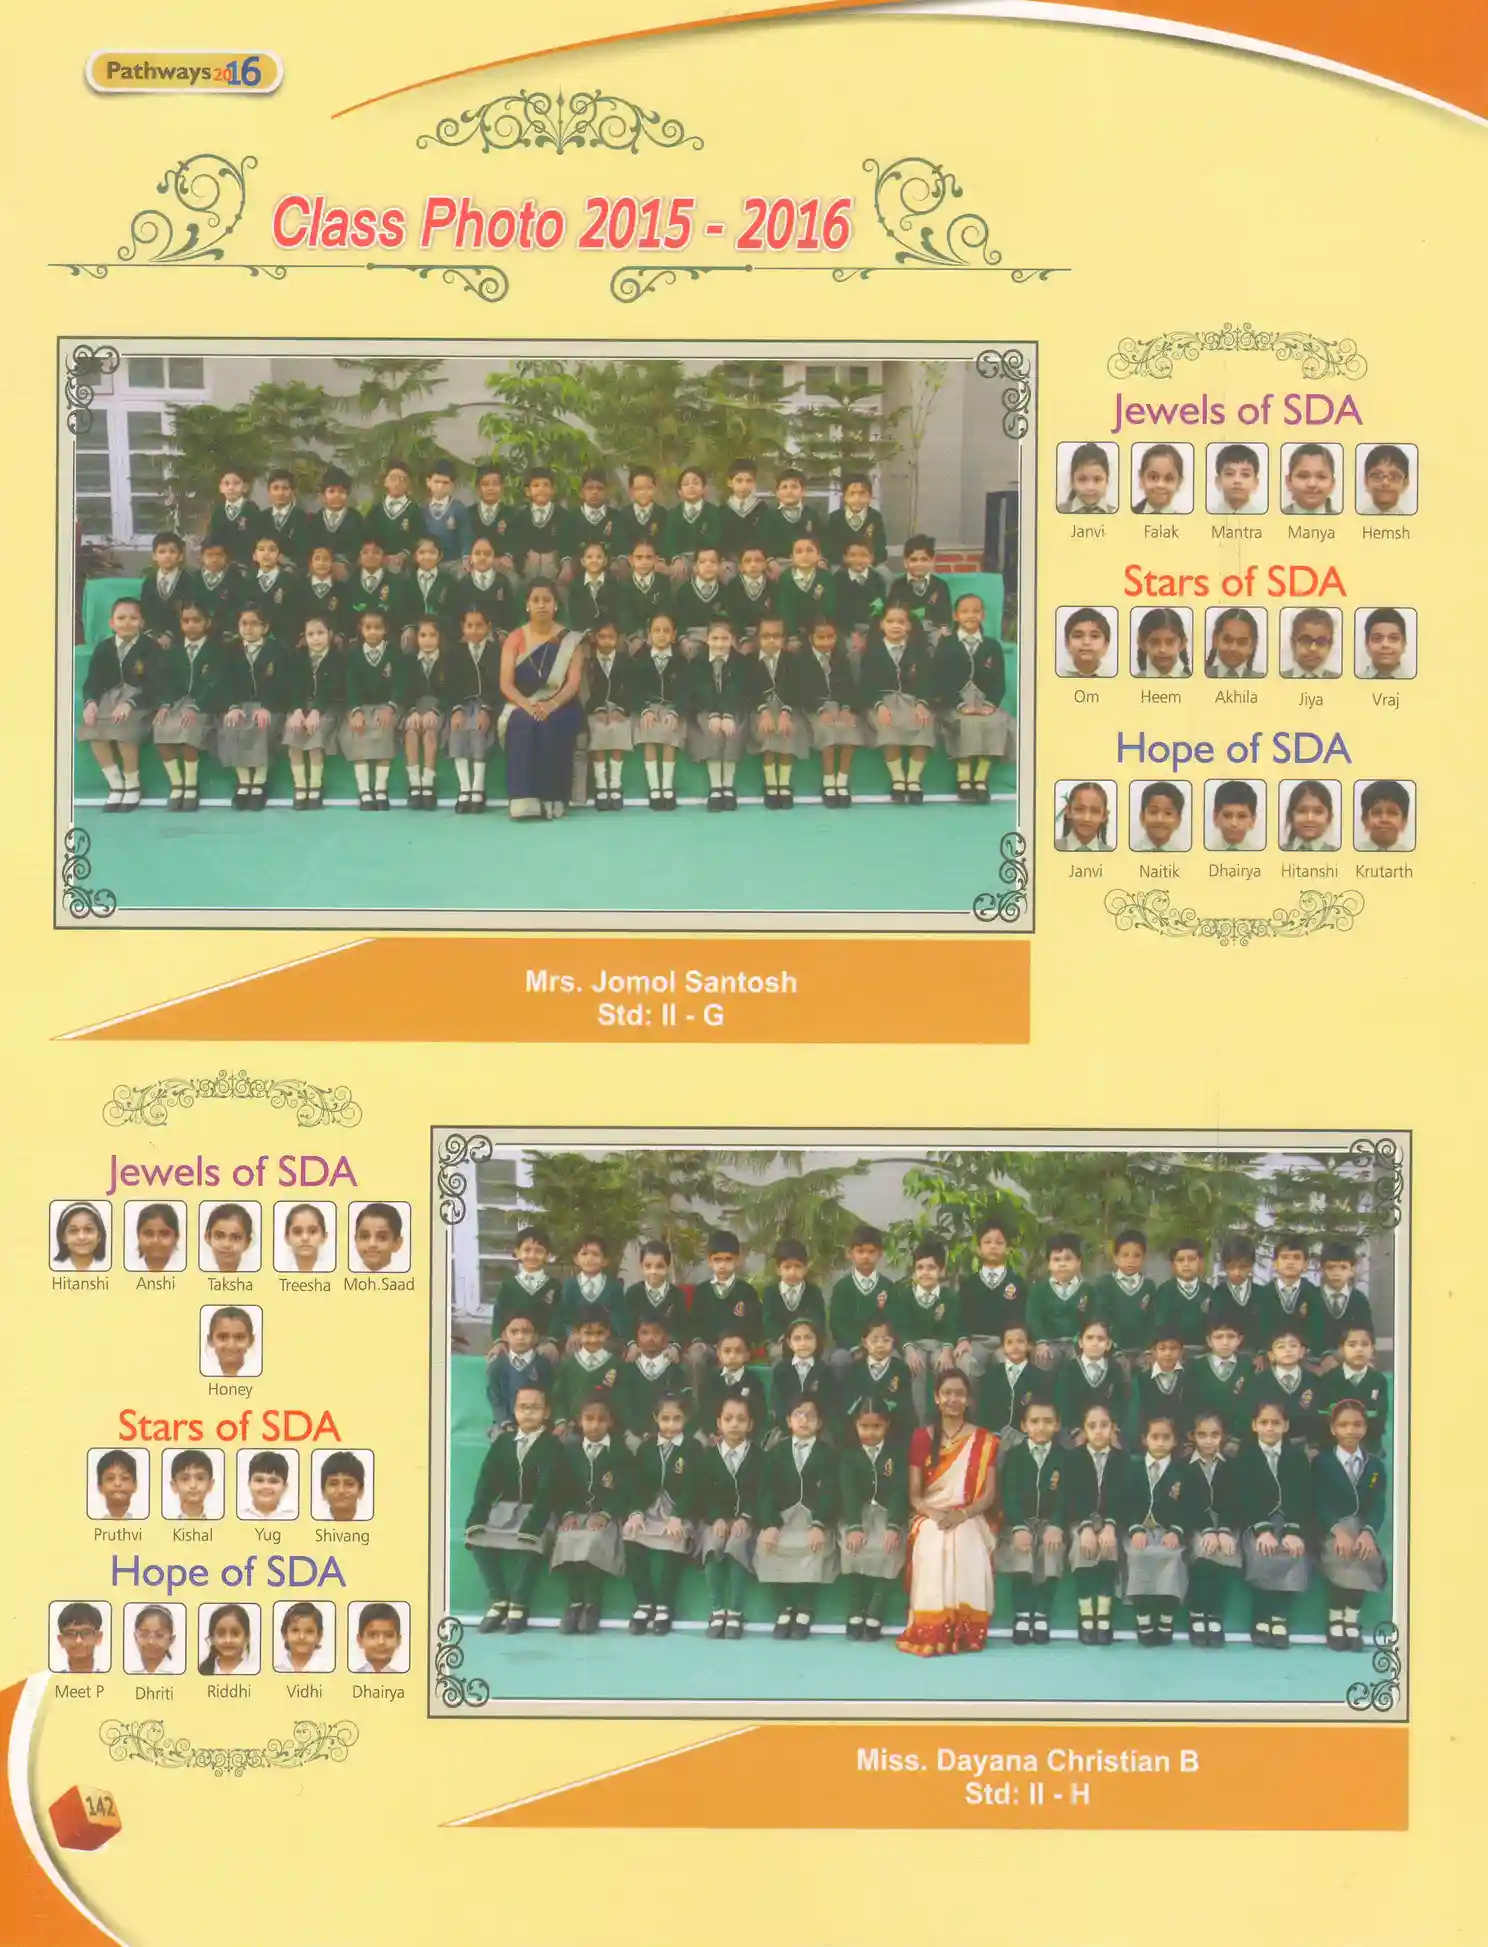 Pathways 2016
Class Photo 2015 - 2016
Jewels of SDA
Janvi Falak Mantra Manya Hemsh
Stars of SDA
Om Heem Akhila Jiya Vraj
Hope of SDA
Janvi Naitik Dhairya Hitanshi Krutarth
Mrs. Jomol Santosh
Std: II - G
Jewels of SDA
Hitanshi Anshi Taksha Treesha Moh.Saad
Honey
Stars of SDA
Pruthvi Kishal Yug Shivang
Hope of SDA
Meet P Dhriti Riddhi Vidhi Dhairya
Miss. Dayana Christian B
Std: II - H
142